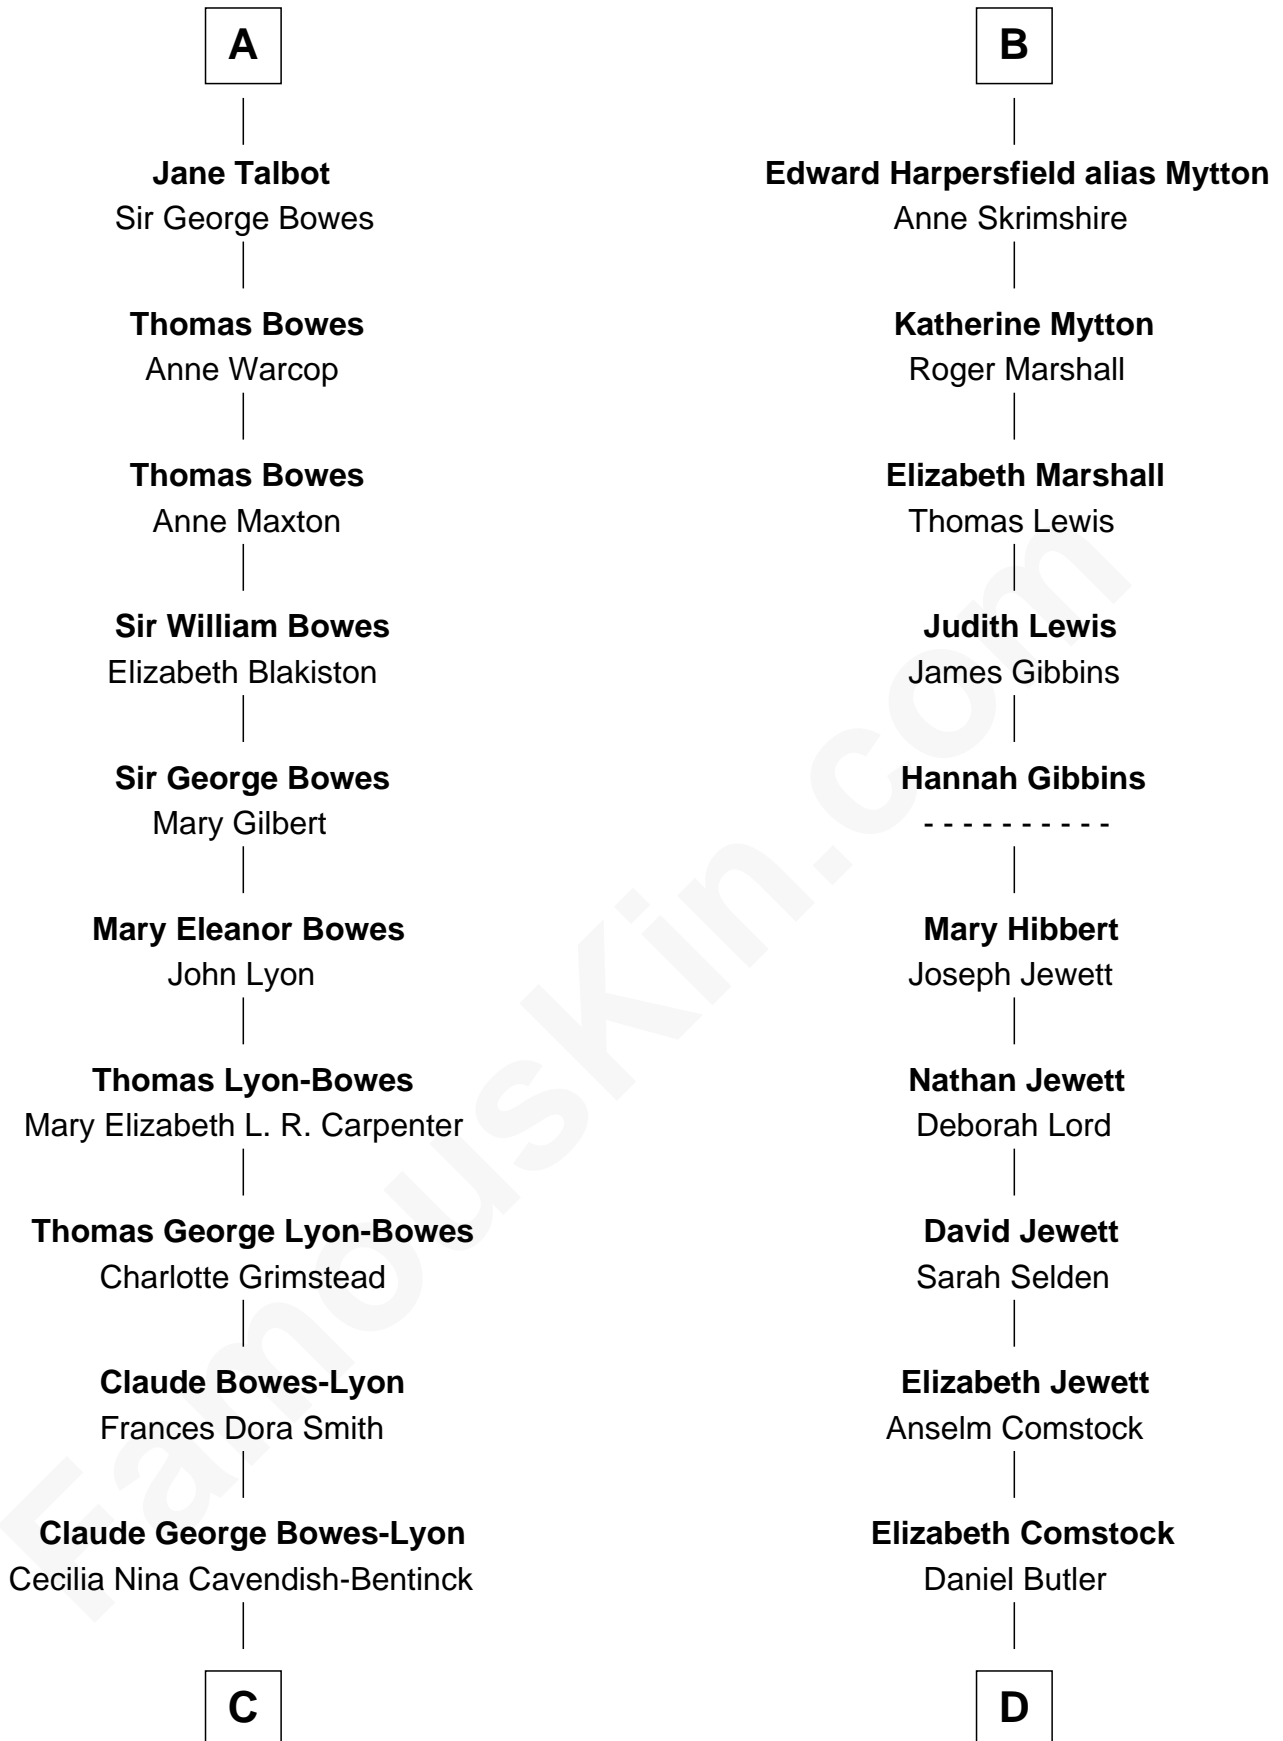 A
Jane Talbot
Sir George Bowes
Thomas Bowes
Anne Warcop
Thomas Bowes
Anne Maxton
Sir William Bowes
Elizabeth Blakiston
Sir George Bowes
Mary Gilbert
Mary Eleanor Bowes
John Lyon
Thomas Lyon-Bowes
Mary Elizabeth L. R. Carpenter
Thomas George Lyon-Bowes
Charlotte Grimstead
Claude Bowes-Lyon
Frances Dora Smith
Claude George Bowes-Lyon
Cecilia Nina Cavendish-Bentinck
C
B
Edward Harpersfield alias Mytton
Anne Skrimshire
Katherine Mytton
Roger Marshall
Elizabeth Marshall
Thomas Lewis
Judith Lewis
James Gibbins
Hannah Gibbins
- - - - - - - - - -
Mary Hibbert
Joseph Jewett
Nathan Jewett
Deborah Lord
David Jewett
Sarah Selden
Elizabeth Jewett
Anselm Comstock
Elizabeth Comstock
Daniel Butler
D
FamousKin.com